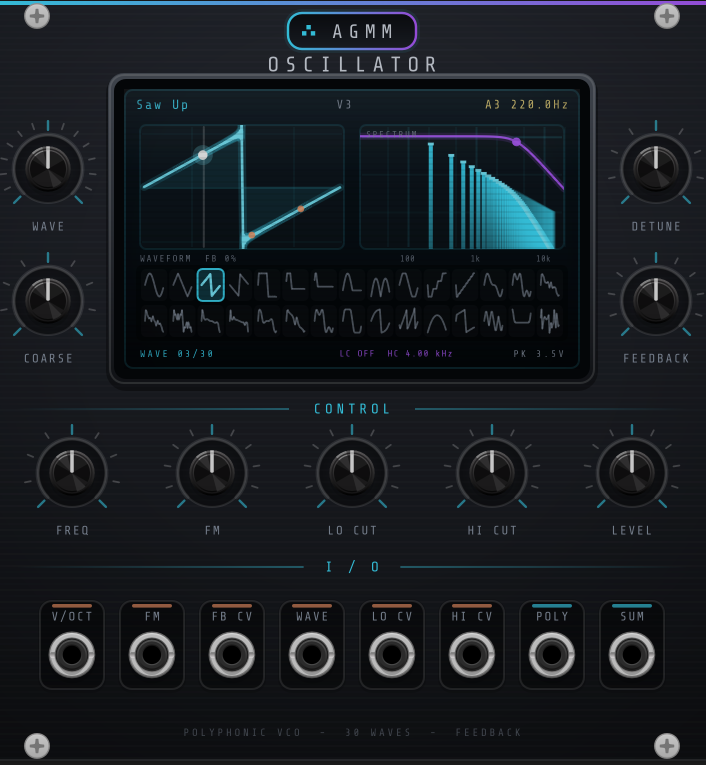 AGMM
OSCILLATOR
Saw Up V3 A3 220.0Hz
SPECTRUM
WAVEFORM FB 0% 100 1k 10k
WAVE 03/30 LC OFF HC 4.00 kHz PK 3.5V
WAVE DETUNE
COARSE FEEDBACK
CONTROL
FREQ FM LO CUT HI CUT LEVEL
I / O
V/OCT FM FB CV WAVE LO CV HI CV POLY SUM
POLYPHONIC VCO – 30 WAVES – FEEDBACK